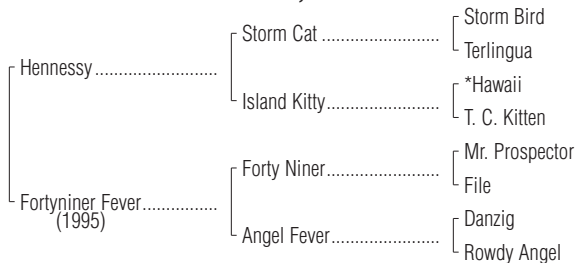 Storm Bird
Storm Cat ..........................
Terlingua
Hennessy ..........................
*Hawaii
Island Kitty ........................
T. C. Kitten
Mr. Prospector
Forty Niner ........................
File
Fortyniner Fever ................
(1995)
Danzig
Angel Fever .......................
Rowdy Angel